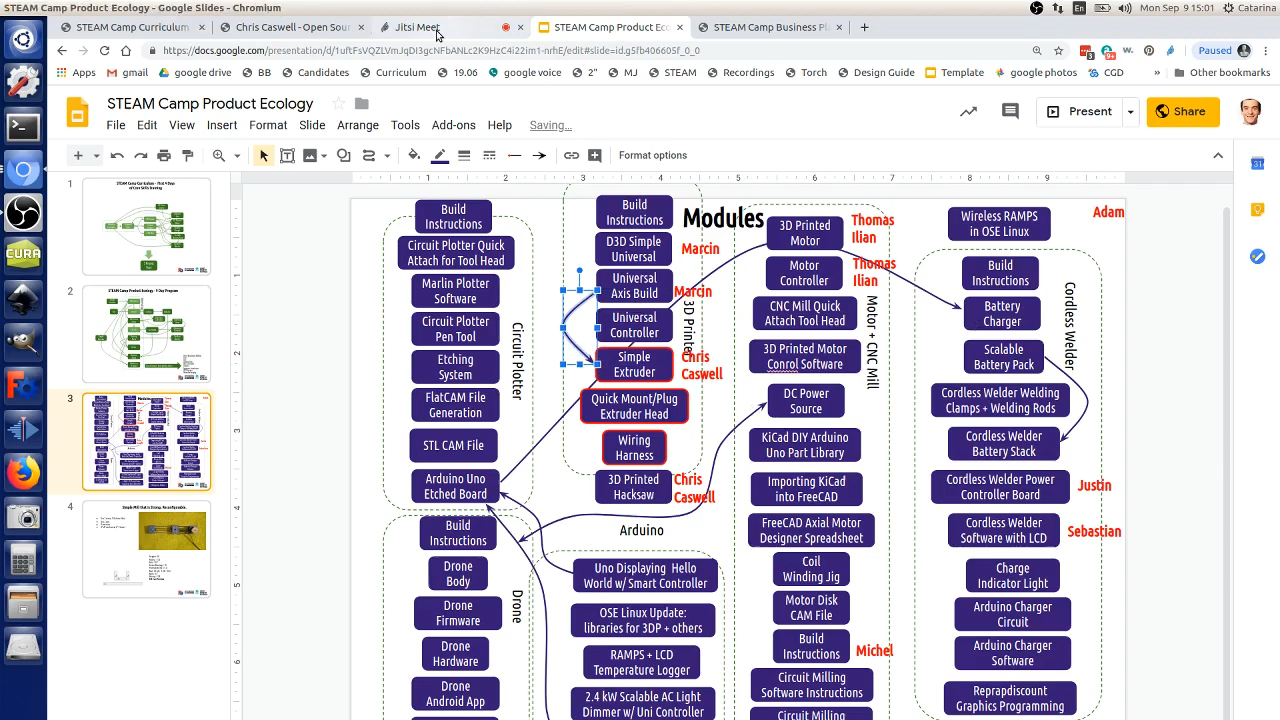 STEAM Camp Product Ecology - Google Slides - Chromium
En
Mon 9 Sep 15:01
Catarina
STEAM Camp Curriculum
Chris Caswell - Open Sour
Jitsi Meet
STEAM Camp Product Eco
STEAM Camp Business Pl
https://docs.google.com/presentation/d/1uftFsVQZLVmJqDI3gcNFbANLc2K9HzC4i22im1-nrhE/edit#slide=id.g5fb406605f_0_0
Paused
Apps
gmail
google drive
BB
Candidates
Curriculum
19.06
google voice
2"
MJ
STEAM
Recordings
Torch
Design Guide
Template
google photos
CGD
Other bookmarks
STEAM Camp Product Ecology
File Edit View Insert Format Slide Arrange Tools Add-ons Help Saving...
Present
Share
Format options
1
2
3
4
Modules
Build
Instructions
Circuit Plotter Quick
Attach for Tool Head
Marlin Plotter
Software
Circuit Plotter
Pen Tool
Etching
System
FlatCAM File
Generation
STL CAM File
Arduino Uno
Etched Board
Circuit Plotter
Build
Instructions
Drone
Body
Drone
Firmware
Drone
Hardware
Drone
Android App
Drone
Build
Instructions
D3D Simple
Universal
Marcin
Universal
Axis Build
Marcin
Universal
Controller
Simple
Extruder
Chris
Caswell
Quick Mount/Plug
Extruder Head
Wiring
Harness
3D Printed
Hacksaw
Chris
Caswell
3D Printer
Arduino
Uno Displaying Hello
World w/ Smart Controller
OSE Linux Update:
libraries for 3DP + others
RAMPS + LCD
Temperature Logger
2.4 kW Scalable AC Light
Dimmer w/ Uni Controller
3D Printed
Motor
Thomas
Ilian
Motor
Controller
Thomas
Ilian
CNC Mill Quick
Attach Tool Head
3D Printed Motor
Conrol Software
DC Power
Source
KiCad DIY Arduino
Uno Part Library
Importing KiCad
into FreeCAD
FreeCAD Axial Motor
Designer Spreadsheet
Coil
Winding Jig
Motor Disk
CAM File
Build
Instructions
Michel
Circuit Milling
Software Instructions
Circuit Milling
Motor + CNC Mill
Wireless RAMPS
in OSE Linux
Adam
Build
Instructions
Battery
Charger
Scalable
Battery Pack
Cordless Welder Welding
Clamps + Welding Rods
Cordless Welder
Battery Stack
Cordless Welder Power
Controller Board
Justin
Cordless Welder
Software with LCD
Sebastian
Charge
Indicator Light
Arduino Charger
Circuit
Arduino Charger
Software
Reprapdiscount
Graphics Programming
Cordless Welder